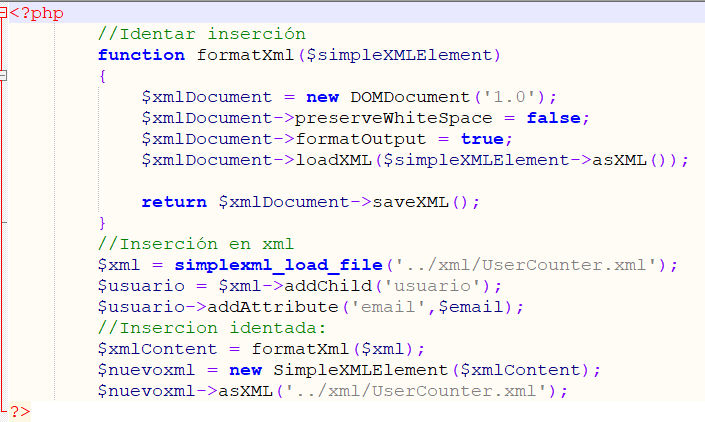 <?php
//Identar inserción
function formatXml($simpleXMLElement)
{
$xmlDocument = new DOMDocument('1.0');
$xmlDocument->preserveWhiteSpace = false;
$xmlDocument->formatOutput = true;
$xmlDocument->loadXML($simpleXMLElement->asXML());
return $xmlDocument->saveXML();
}
//Inserción en xml
$xml = simplexml_load_file('../xml/UserCounter.xml');
$usuario = $xml->addChild('usuario');
$usuario->addAttribute('email',$email);
//Insercion identada:
$xmlContent = formatXml($xml);
$nuevoxml = new SimpleXMLElement($xmlContent);
$nuevoxml->asXML('../xml/UserCounter.xml');
?>